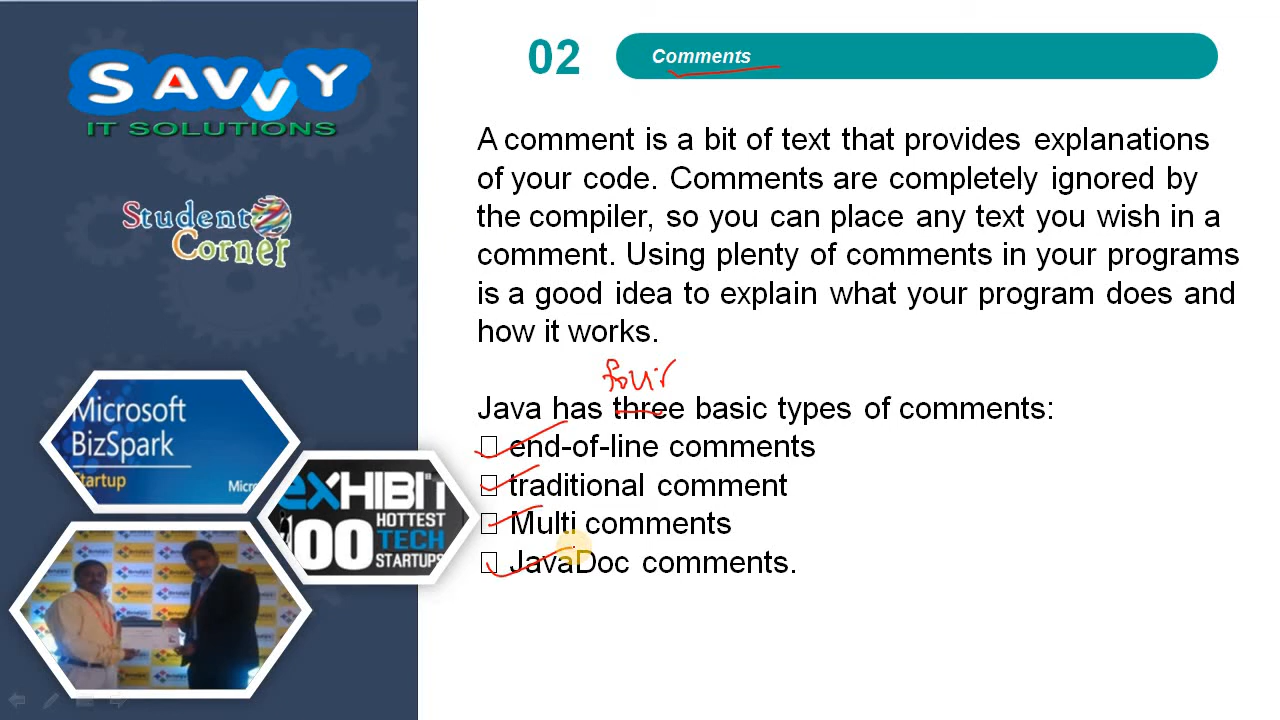 SAVVY
IT SOLUTIONS
Student
Corner
Microsoft
BizSpark
Startup
Micros
exHIBIT
100 HOTTEST
TECH
STARTUPS
02
Comments
A comment is a bit of text that provides explanations
of your code. Comments are completely ignored by
the compiler, so you can place any text you wish in a
comment. Using plenty of comments in your programs
is a good idea to explain what your program does and
how it works.
four
Java has three basic types of comments:
end-of-line comments
traditional comment
Multi comments
JavaDoc comments.